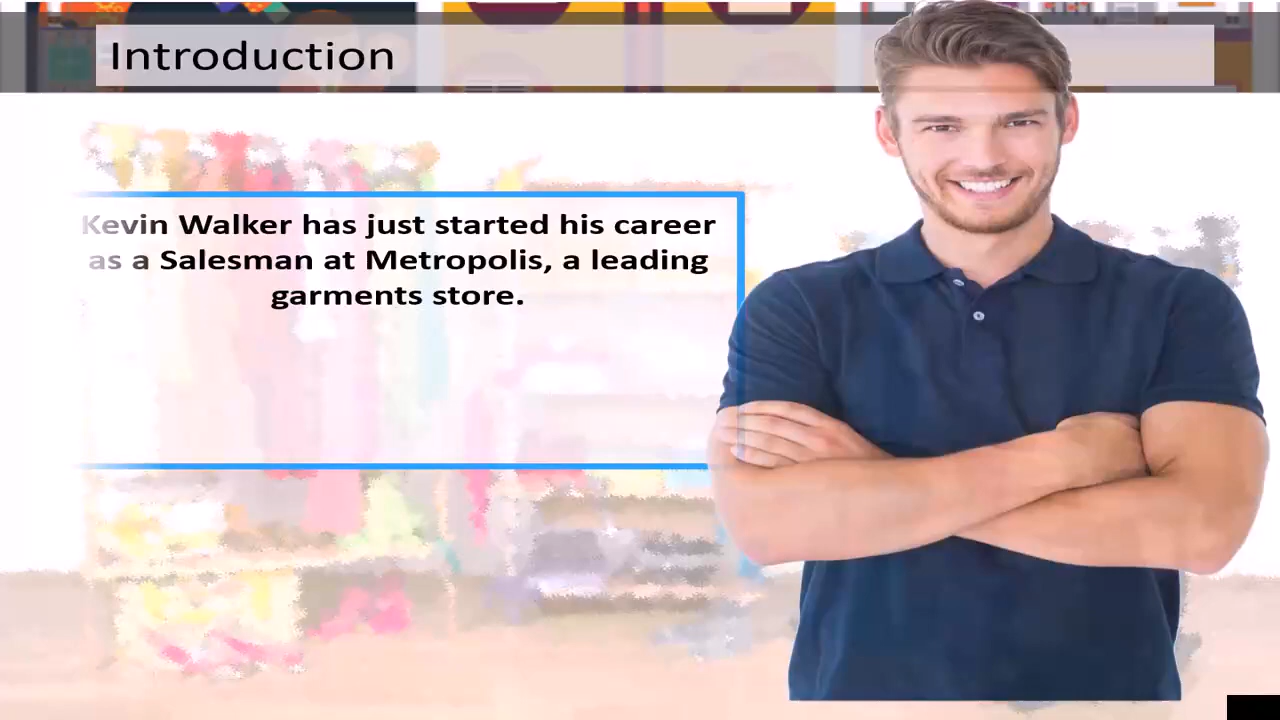 Introduction
Kevin Walker has just started his career
as a Salesman at Metropolis, a leading
garments store.